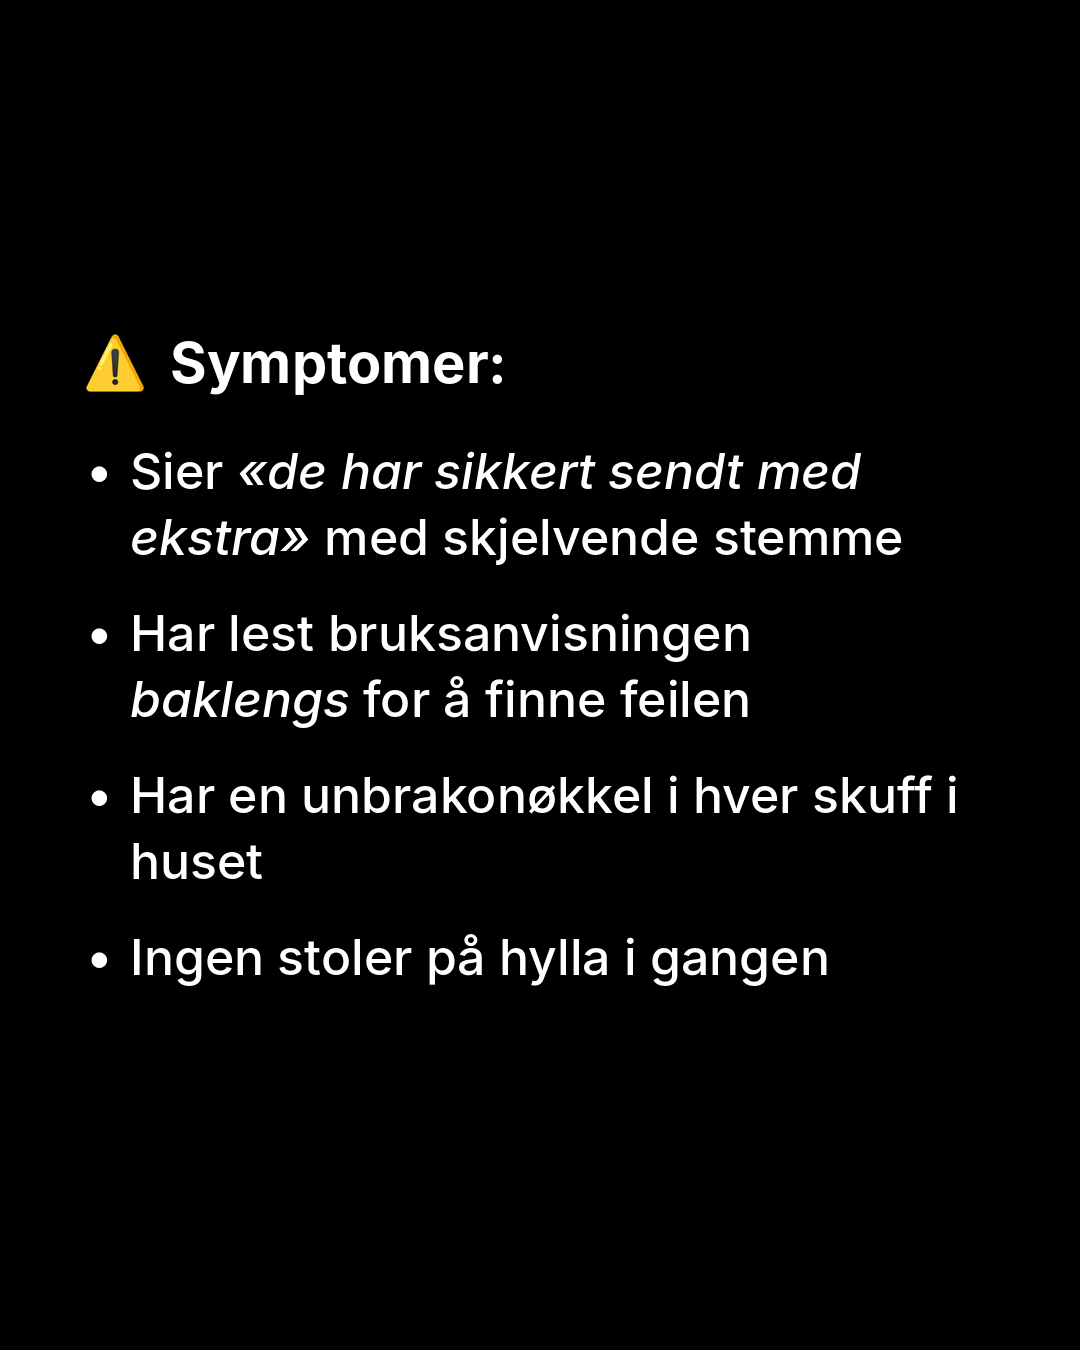 ⚠️ Symptomer:
• Sier «de har sikkert sendt med
ekstra» med skjelvende stemme
• Har lest bruksanvisningen
baklengs for å finne feilen
• Har en unbrakonøkkel i hver skuff i
huset
• Ingen stoler på hylla i gangen